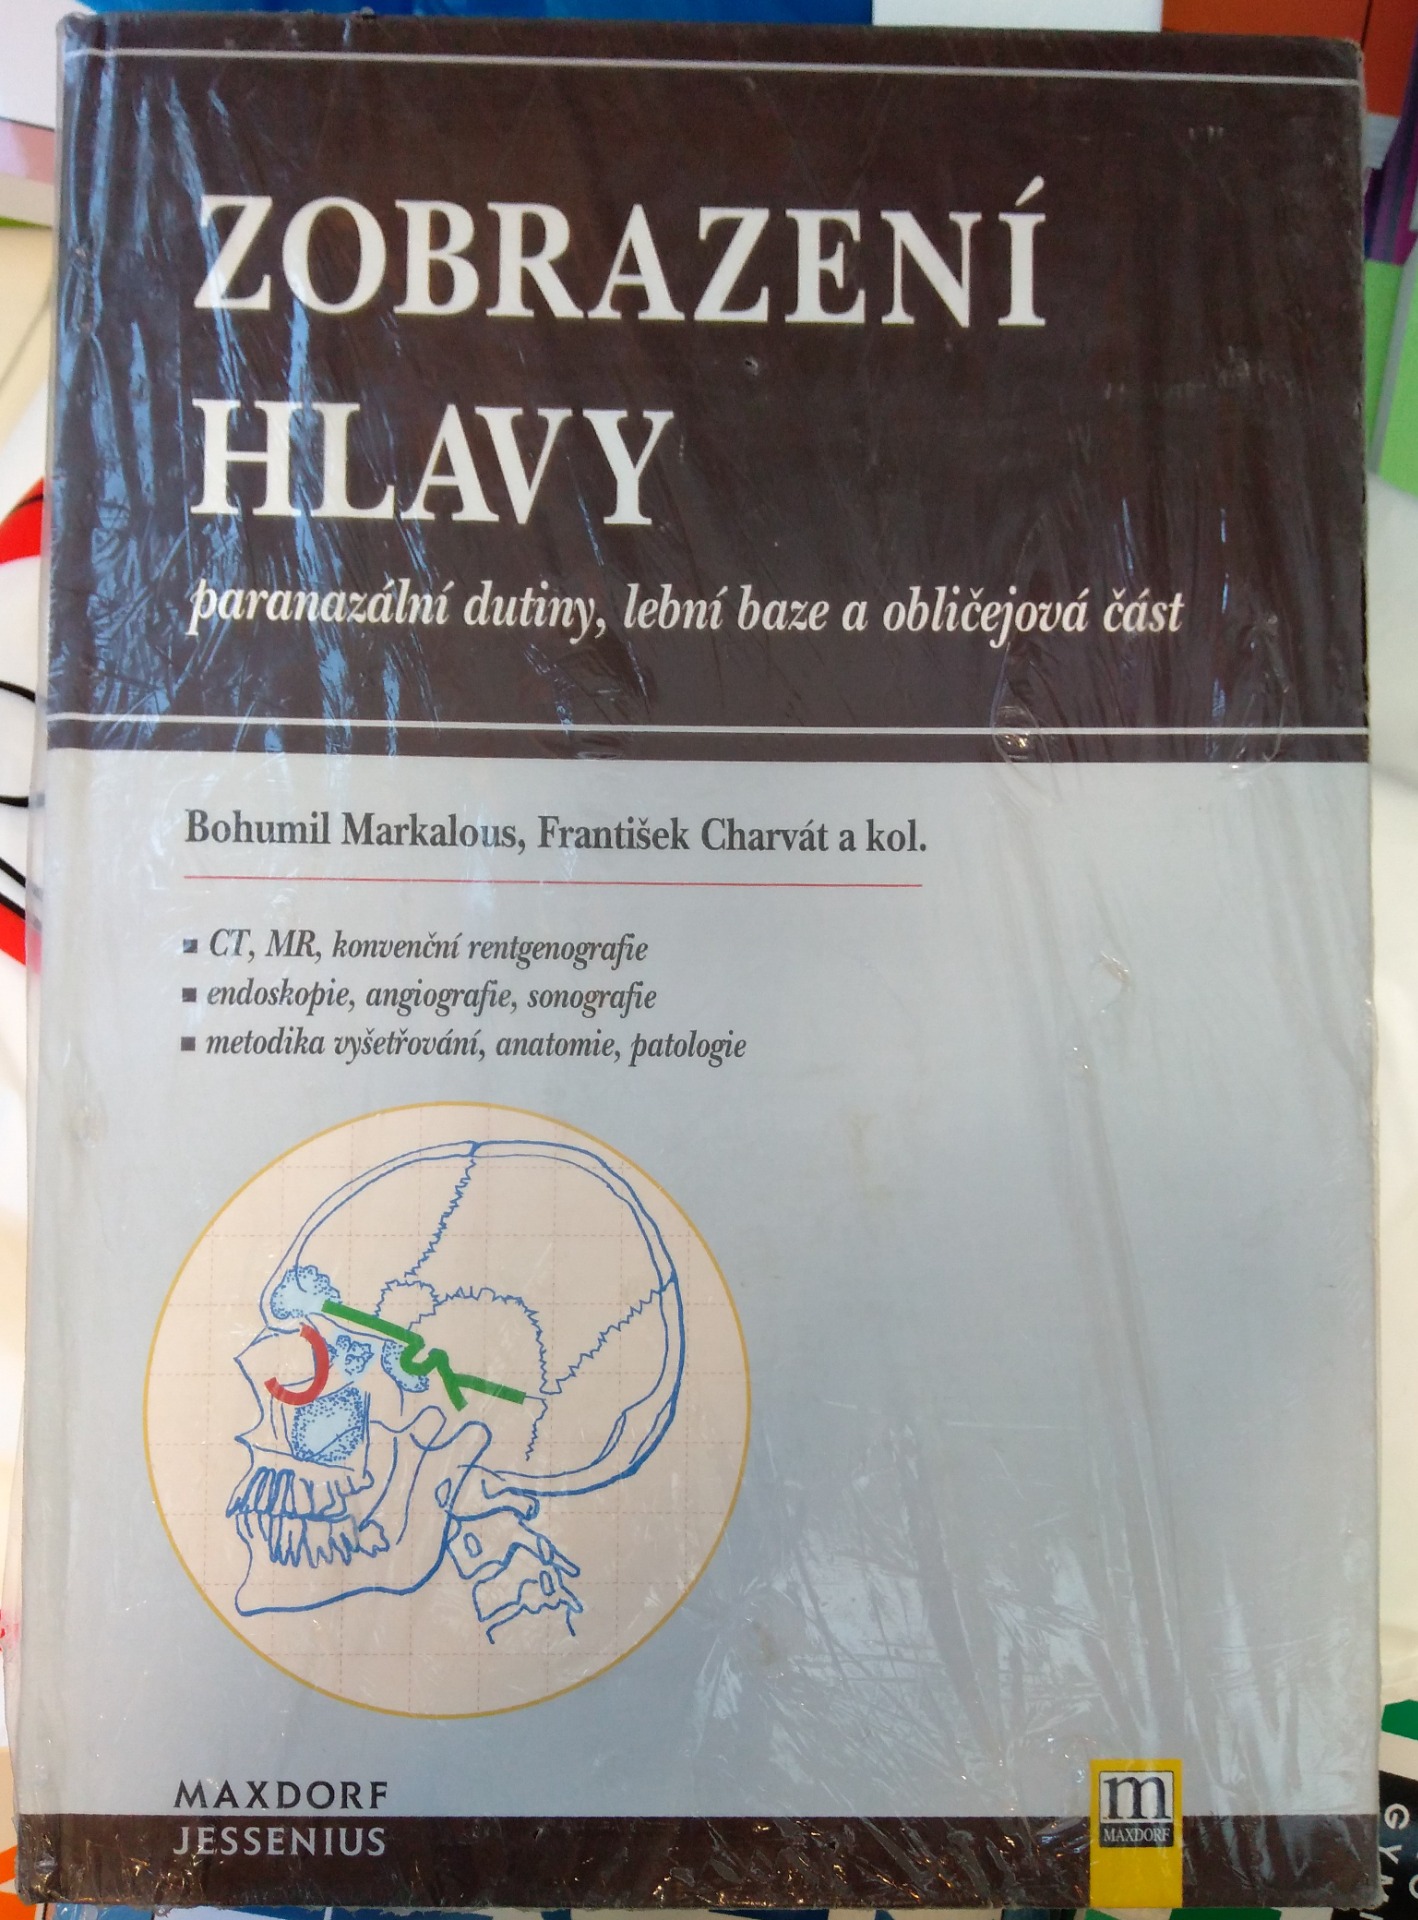 ZOBRAZENÍ
HLAVY
paranazální dutiny, lební baze a obličejová část
Bohumil Markalous, František Charvát a kol.
▪ CT, MR, konvenční rentgenografie
▪ endoskopie, angiografie, sonografie
▪ metodika vyšetřování, anatomie, patologie
MAXDORF
JESSENIUS
m
MAXDORF